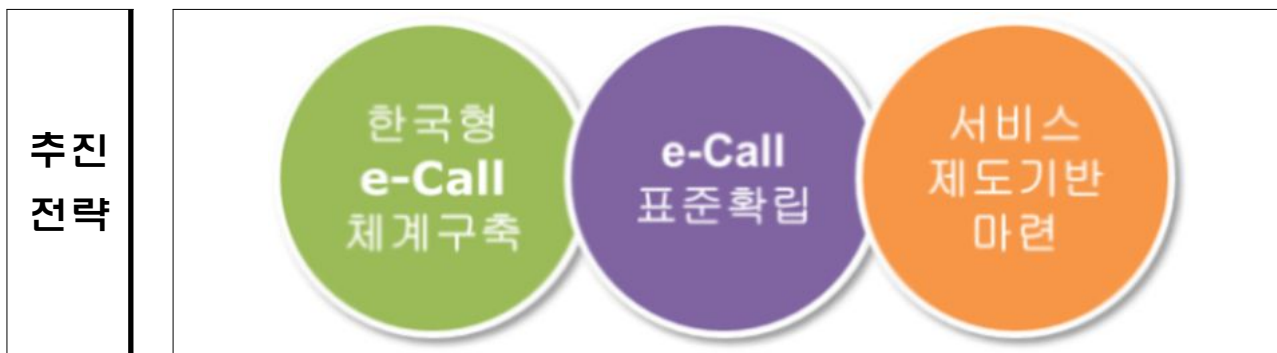 추진
전략
한국형
e-Call
체계구축
e-Call
표준확립
서비스
제도기반
마련